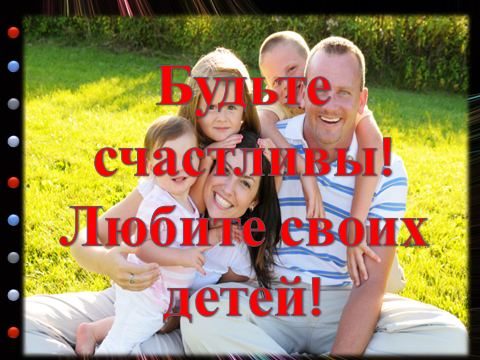 Будьте
счастливы!
Любите своих
детей!